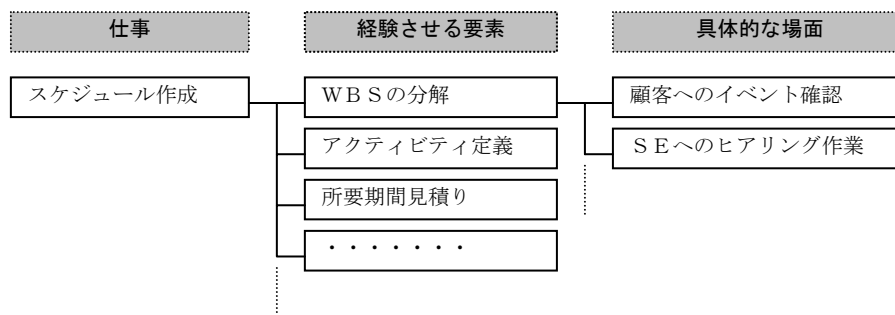 仕事
経験させる要素
具体的な場面
スケジュール作成
ＷＢＳの分解
顧客へのイベント確認
アクティビティ定義
ＳＥへのヒアリング作業
所要期間見積り
・・・・・・・